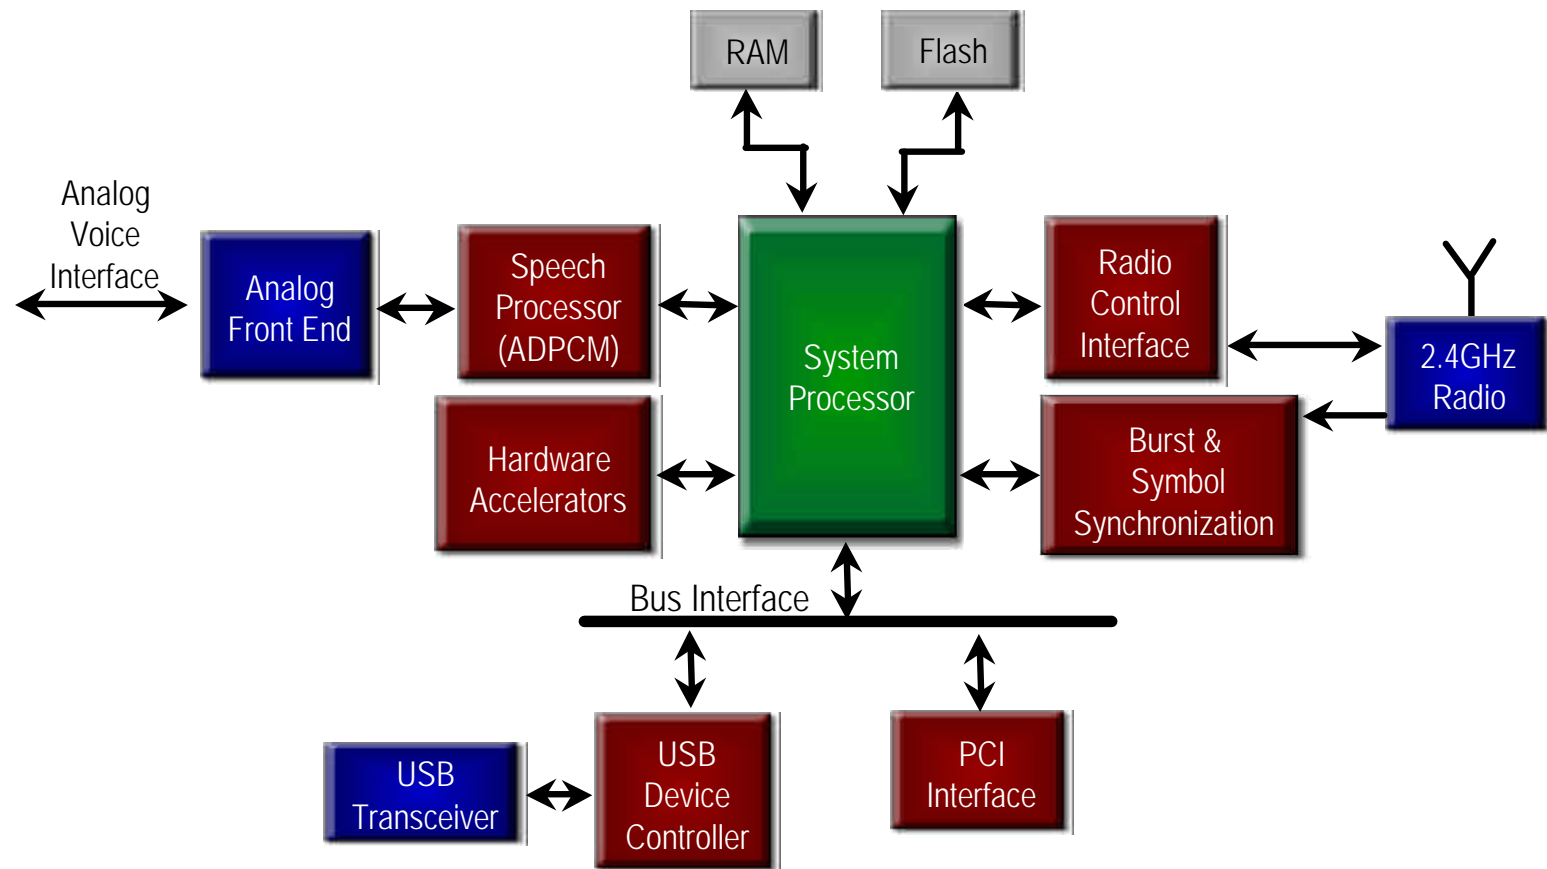 RAM
Flash
Analog
Voice
Interface
Analog
Front End
Speech
Processor
(ADPCM)
System
Processor
Radio
Control
Interface
2.4GHz
Radio
Hardware
Accelerators
Burst &
Symbol
Synchronization
Bus Interface
USB
Transceiver
USB
Device
Controller
PCI
Interface